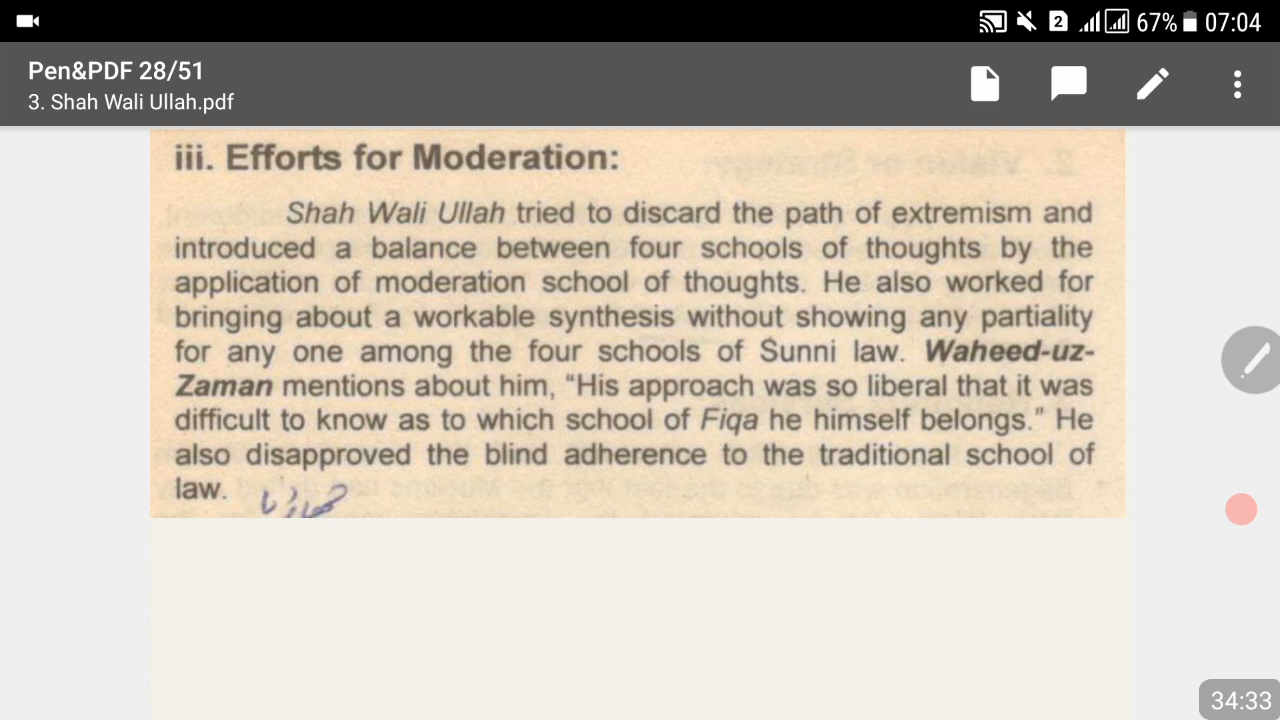 2 67% 07:04
Pen&PDF 28/51
3. Shah Wali Ullah.pdf
iii. Efforts for Moderation:
Shah Wali Ullah tried to discard the path of extremism and
introduced a balance between four schools of thoughts by the
application of moderation school of thoughts. He also worked for
bringing about a workable synthesis without showing any partiality
for any one among the four schools of Sunni law. Waheed-uz-
Zaman mentions about him, “His approach was so liberal that it was
difficult to know as to which school of Fiqa he himself belongs.” He
also disapproved the blind adherence to the traditional school of
law.
34:33